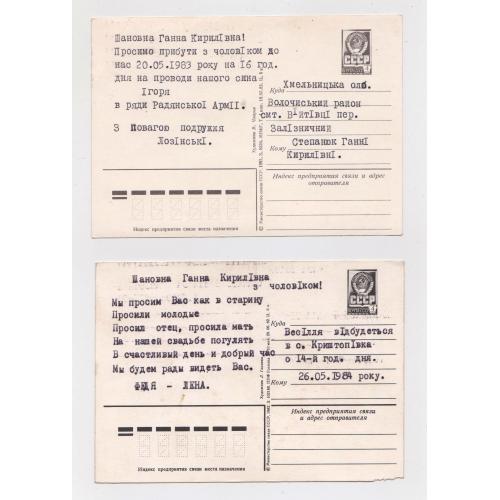 Шановна Ганна Кирилівна!
Просимо прибути з чоловіком до
нас 20.05.1983 року на 16 год.
дня на проводи нашого сина
Ігоря
в ряди Радянської Армії.
З повагою подружжя
Лозінські.
СССР
Куда Хмельницька обл.
Волочиський район
смт. Війтівці пер.
Залізничний
Кому Степанюк Ганні
Кирилівні.
Индекс предприятия связи и адрес
отправителя
Индекс предприятия связи места назначения
Шановна Ганна Кирилівна
з чоловіком!
Мы просим Вас как в старину
Просили молодые
Просил отец, просила мать
На нашей свадьбе погулять
В счастливый день и добрый час
Мы будем рады видеть Вас.
ФЕДЯ - ЛЕНА.
СССР
Куда
Весілля відбудеться
в с. Криштопівка
о 14-й год. дня.
Кому 26.05.1984 року.
Индекс предприятия связи
и адрес отправителя
Индекс предприятия связи места назначения